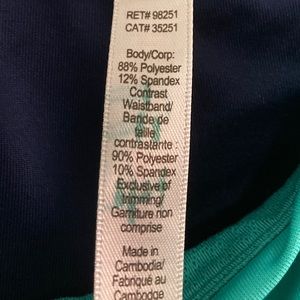 RET# 98251
CAT# 35251
Body/Corp:
88% Polyester
12% Spandex
Contrast
Waistband/
Bande de
taille
contrastante :
90% Polyester
10% Spandex
Exclusive of
trimming/
Garniture non
comprise
Made in
Cambodia/
Fabriqué au
Cambodge